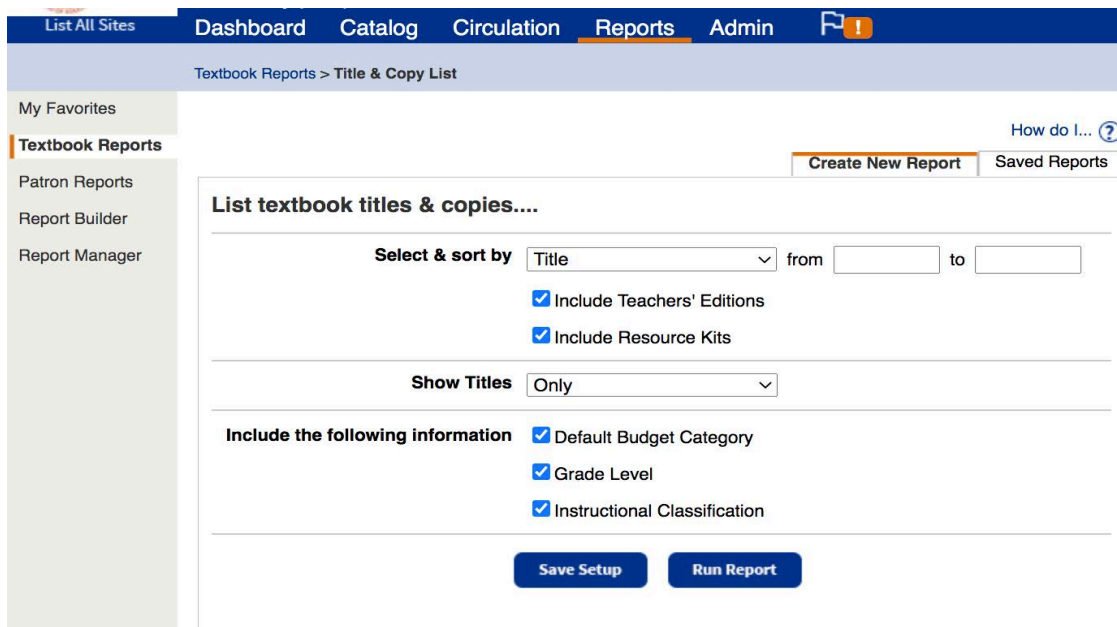 List All Sites
Dashboard Catalog Circulation Reports Admin !
Textbook Reports > Title & Copy List
My Favorites
Textbook Reports
Patron Reports
Report Builder
Report Manager
How do I... ?
Create New Report Saved Reports
List textbook titles & copies....
Select & sort by Title from to
Include Teachers' Editions
Include Resource Kits
Show Titles Only
Include the following information Default Budget Category
Grade Level
Instructional Classification
Save Setup Run Report